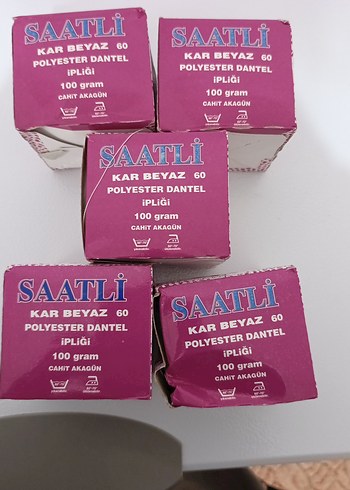 SAATLİ
KAR BEYAZ 60
POLYESTER DANTEL
İPLİĞİ
100 gram
CAHİT AKAGÜN
SAATLİ
KAR BEYAZ 60
POLYESTER DANTEL
İPLİĞİ
100 gram
CAHİT AKAGÜN
SAATLİ
KAR BEYAZ 60
POLYESTER DANTEL
İPLİĞİ
100 gram
CAHİT AKAGÜN
SAATLİ
KAR BEYAZ 60
POLYESTER DANTEL
İPLİĞİ
100 gram
CAHİT AKAGÜN
SAATLİ
KAR BEYAZ 60
POLYESTER DANTEL
İPLİĞİ
100 gram
CAHİT AKAGÜN